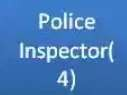 Police
Inspector(
4)